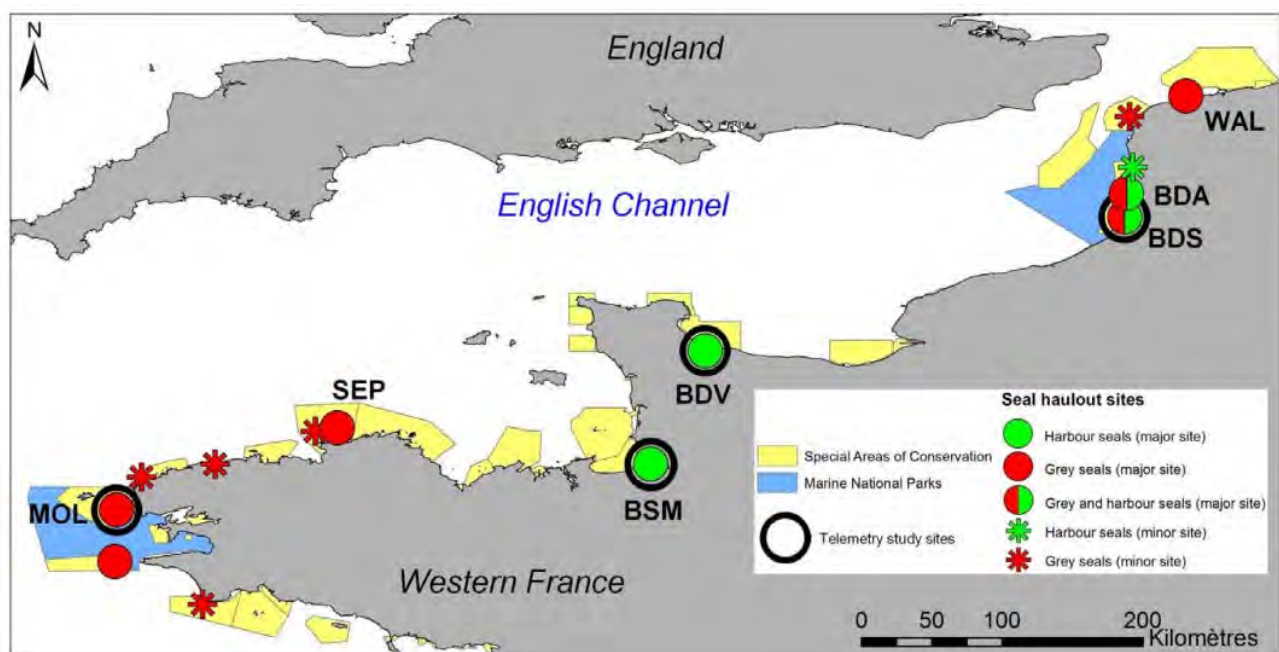 N
England
WAL
English Channel
BDA
BDS
SEP
BDV
MOL
BSM
Western France
Seal haulout sites
Harbour seals (major site)
Special Areas of Conservation
Grey seals (major site)
Marine National Parks
Grey and harbour seals (major site)
Telemetry study sites
Harbour seals (minor site)
Grey seals (minor site)
0 25 50 100 200
Kilomètres